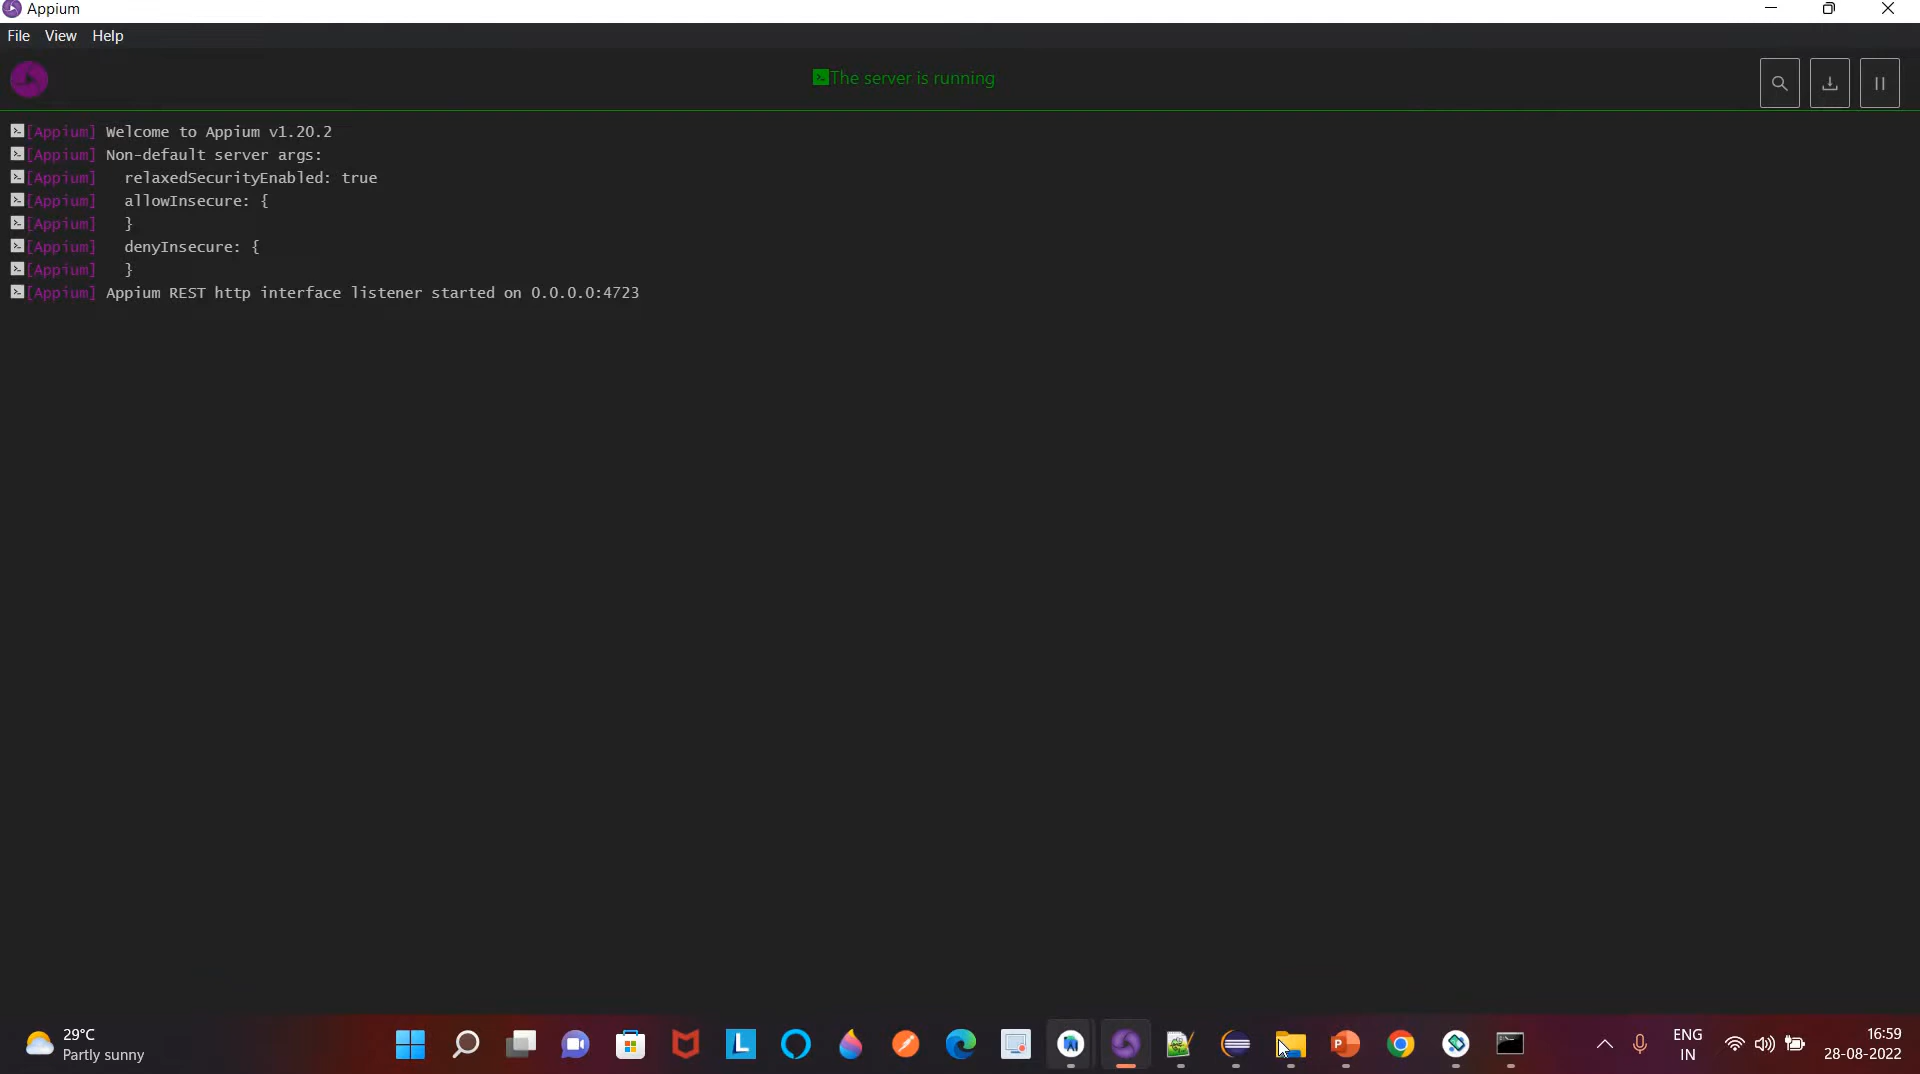 Appium
File View Help
The server is running
[Appium] Welcome to Appium v1.20.2
[Appium] Non-default server args:
[Appium] relaxedSecurityEnabled: true
[Appium] allowInsecure: {
[Appium] }
[Appium] denyInsecure: {
[Appium] }
[Appium] Appium REST http interface listener started on 0.0.0.0:4723
29°C
Partly sunny
L
P
ENG
IN
16:59
28-08-2022